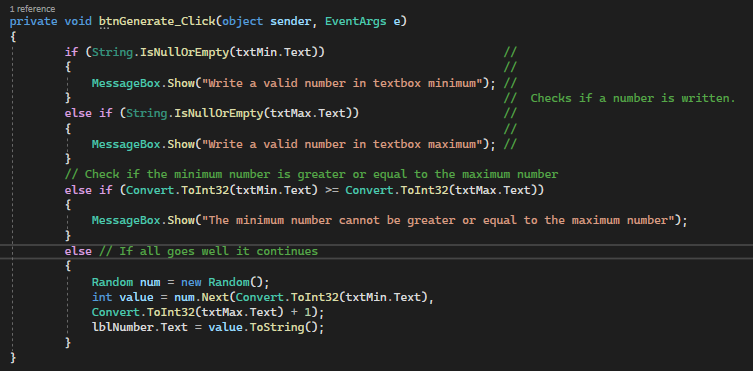 1 reference
private void btnGenerate_Click(object sender, EventArgs e)
{
if (String.IsNullOrEmpty(txtMin.Text)) //
{ //
MessageBox.Show("Write a valid number in textbox minimum"); //
} // Checks if a number is written.
else if (String.IsNullOrEmpty(txtMax.Text)) //
{ //
MessageBox.Show("Write a valid number in textbox maximum"); //
}
// Check if the minimum number is greater or equal to the maximum number
else if (Convert.ToInt32(txtMin.Text) >= Convert.ToInt32(txtMax.Text))
{
MessageBox.Show("The minimum number cannot be greater or equal to the maximum number");
}
else // If all goes well it continues
{
Random num = new Random();
int value = num.Next(Convert.ToInt32(txtMin.Text),
Convert.ToInt32(txtMax.Text) + 1);
lblNumber.Text = value.ToString();
}
}